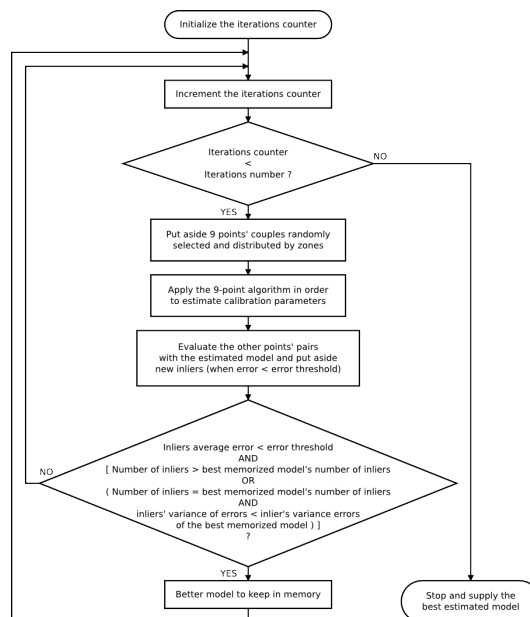 Initialize the iterations counter
Increment the iterations counter
Iterations counter
<
Iterations number ?
NO
YES
Put aside 9 points' couples randomly
selected and distributed by zones
Apply the 9-point algorithm in order
to estimate calibration parameters
Evaluate the other points' pairs
with the estimated model and put aside
new inliers (when error < error threshold)
Inliers average error < error threshold
AND
[ Number of inliers > best memorized model's number of inliers
OR
( Number of inliers = best memorized model's number of inliers
AND
inliers' variance of errors < inlier's variance errors
of the best memorized model ) ]
?
NO
YES
Better model to keep in memory
Stop and supply the
best estimated model